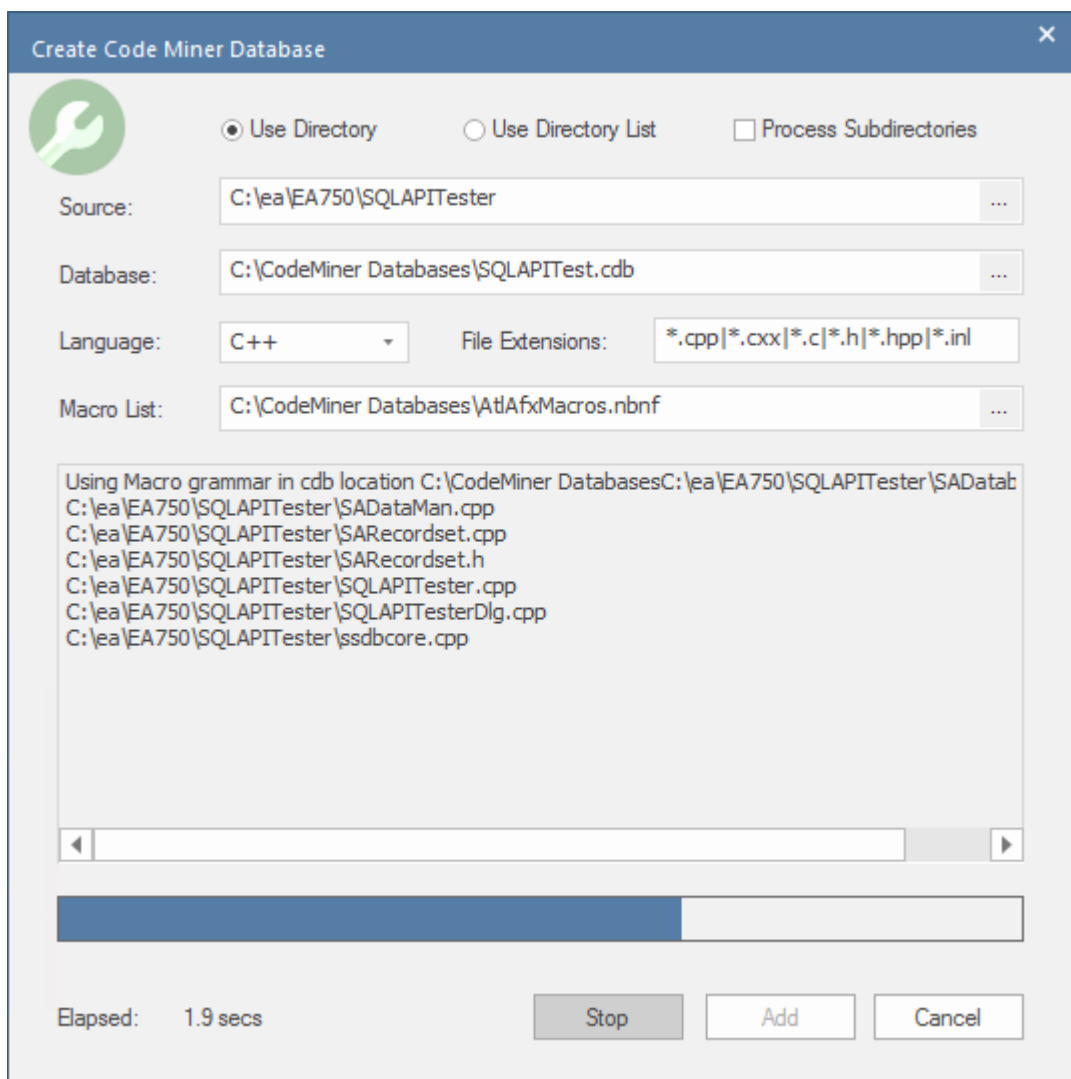 Create Code Miner Database
Use Directory Use Directory List Process Subdirectories
Source: C:\ea\EA750\SQLAPITester ...
Database: C:\CodeMiner Databases\SQLAPITest.cdb ...
Language: C++ File Extensions: *.cpp|*.cxx|*.c|*.h|*.hpp|*.inl
Macro List: C:\CodeMiner Databases\AtlAfxMacros.nbnf ...
Using Macro grammar in cdb location C:\CodeMiner DatabasesC:\ea\EA750\SQLAPITester\SADatab
C:\ea\EA750\SQLAPITester\SADataMan.cpp
C:\ea\EA750\SQLAPITester\SARecordset.cpp
C:\ea\EA750\SQLAPITester\SARecordset.h
C:\ea\EA750\SQLAPITester\SQLAPITester.cpp
C:\ea\EA750\SQLAPITester\SQLAPITesterDlg.cpp
C:\ea\EA750\SQLAPITester\ssdbcore.cpp
Elapsed: 1.9 secs Stop Add Cancel